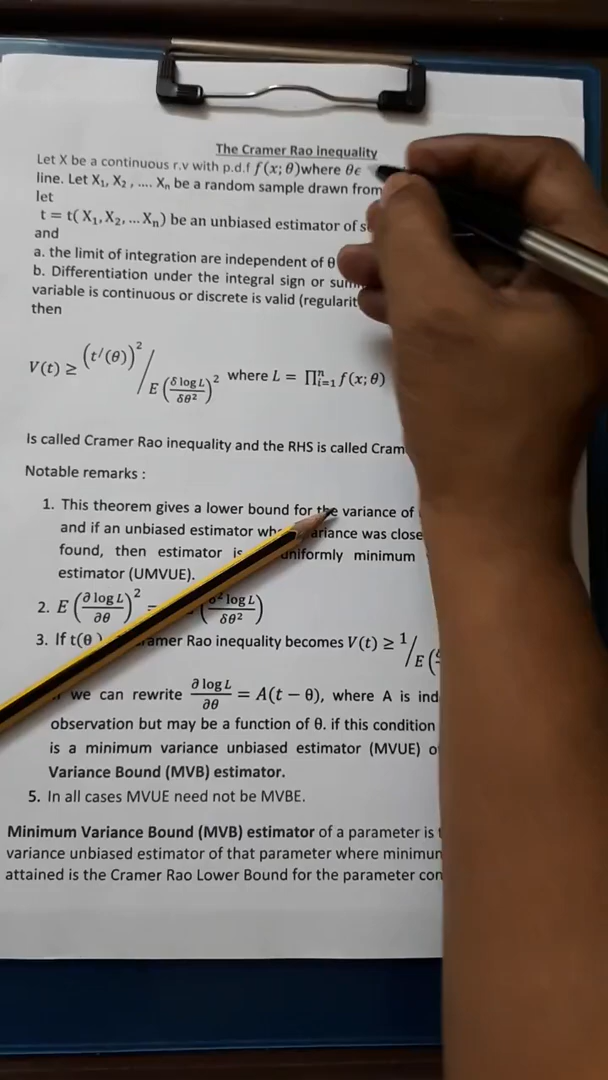 The Cramer Rao Inequality
Let X be a continuous r.v with p.d.f f(x; θ)where θϵ
line. Let X₁, X₂ , .... Xₙ be a random sample drawn from
let
t = t( X₁, X₂, ... Xₙ) be an unbiased estimator of
and
a. the limit of integration are independent of θ
b. Differentiation under the integral sign or
variable is continuous or discrete is valid
then
V(t) ≥ (t′(θ))² / E (δ log L / δθ²)² where L = ∏ⁿᵢ₌₁ f(x; θ)
Is called Cramer Rao inequality and the RHS is called
Notable remarks :
1. This theorem gives a lower bound for the variance of
and if an unbiased estimator was close
found, then estimator uniformly minimum
estimator (UMVUE).
2. E (∂ log L / ∂θ)² = log L / δθ²)
3. If t(θ ) Cramer Rao inequality becomes V(t) ≥ 1/E
we can rewrite ∂ log L / ∂θ = A(t − θ), where A is
observation but may be a function of θ. if this condition
is a minimum variance unbiased estimator (MVUE)
Variance Bound (MVB) estimator.
5. In all cases MVUE need not be MVBE.
Minimum Variance Bound (MVB) estimator of a parameter is
variance unbiased estimator of that parameter where
attained is the Cramer Rao Lower Bound for the parameter